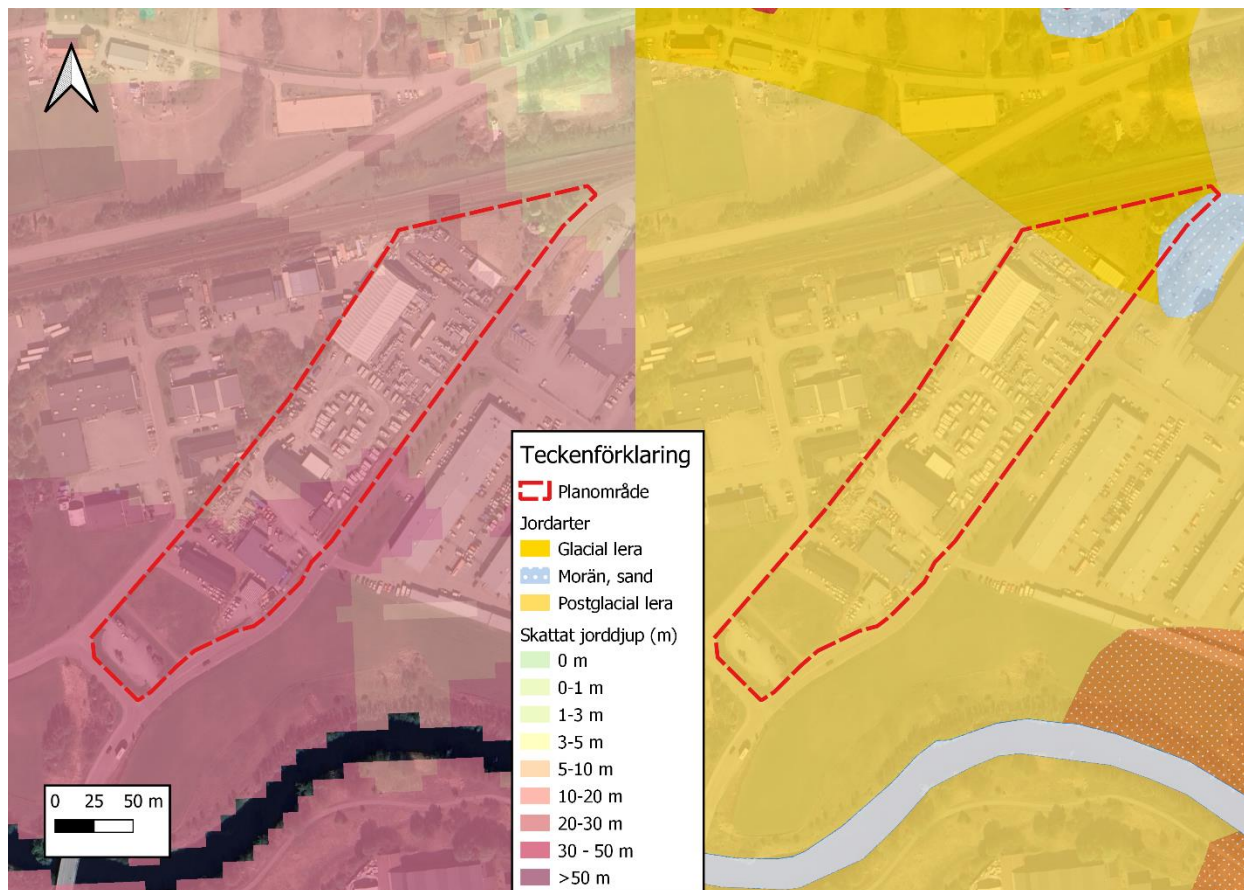 Teckenförklaring
Planområde
Jordarter
Glacial lera
Morän, sand
Postglacial lera
Skattat jorddjup (m)
0 m
0-1 m
1-3 m
3-5 m
5-10 m
10-20 m
20-30 m
30 - 50 m
>50 m
0 25 50 m